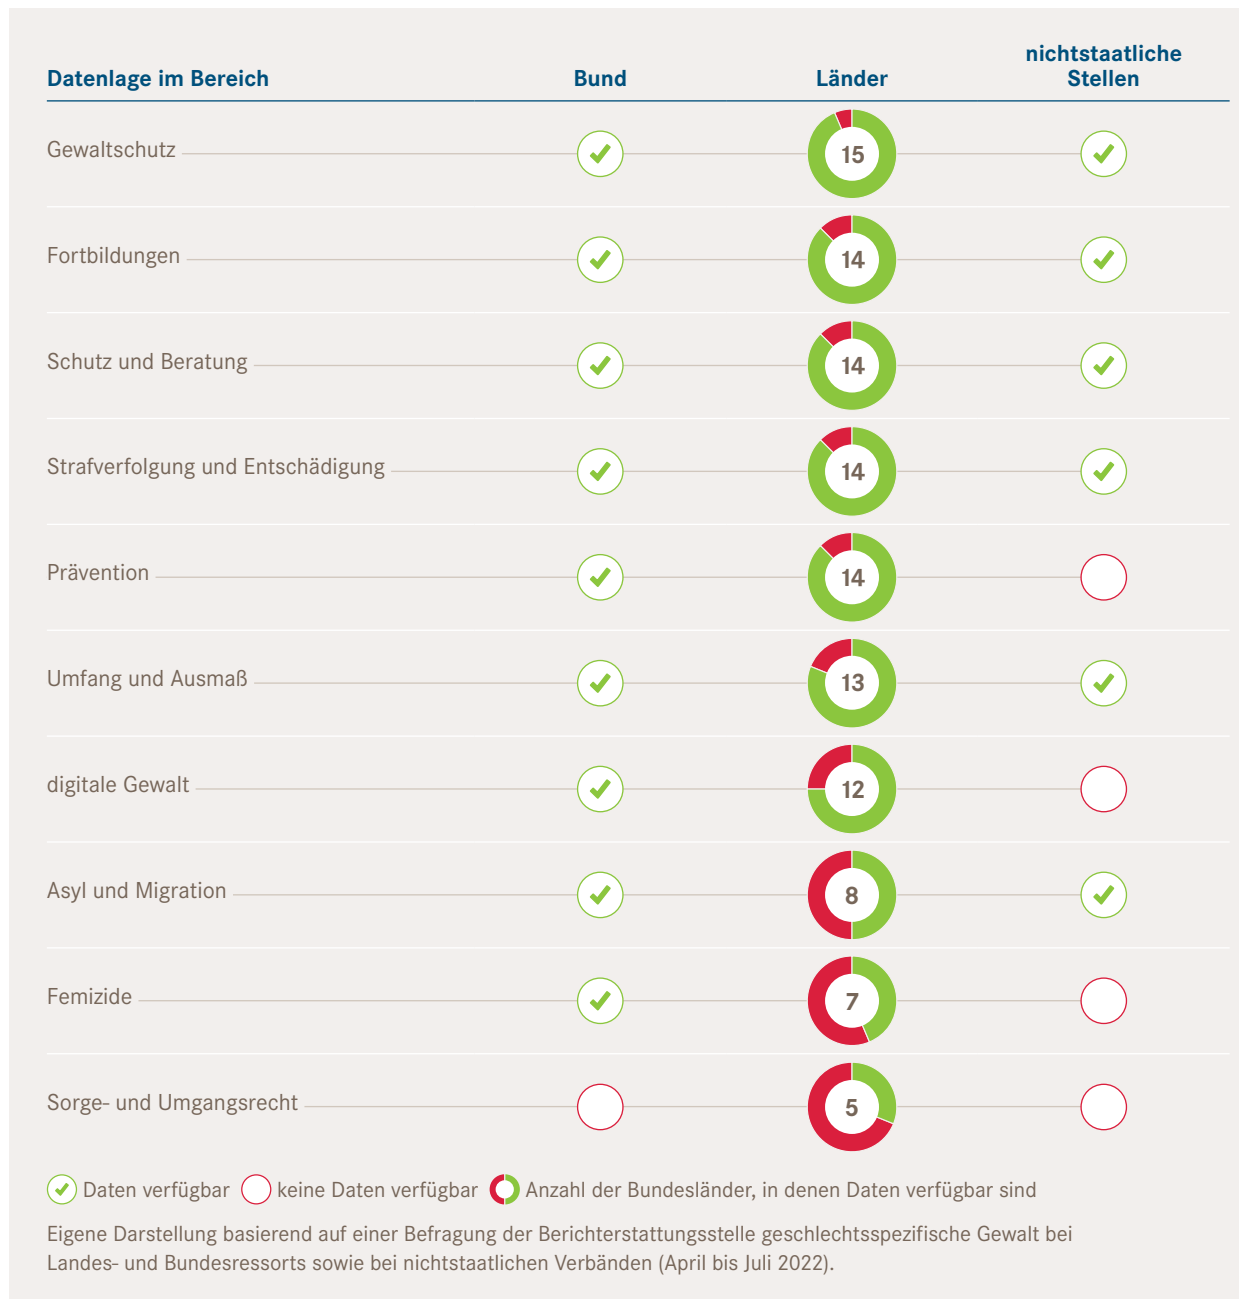 Datenlage im Bereich Bund Länder nichtstaatliche Stellen
Gewaltschutz 15
Fortbildungen 14
Schutz und Beratung 14
Strafverfolgung und Entschädigung 14
Prävention 14
Umfang und Ausmaß 13
digitale Gewalt 12
Asyl und Migration 8
Femizide 7
Sorge- und Umgangsrecht 5
Daten verfügbar keine Daten verfügbar Anzahl der Bundesländer, in denen Daten verfügbar sind
Eigene Darstellung basierend auf einer Befragung der Berichterstattungsstelle geschlechtsspezifische Gewalt bei
Landes- und Bundesressorts sowie bei nichtstaatlichen Verbänden (April bis Juli 2022).